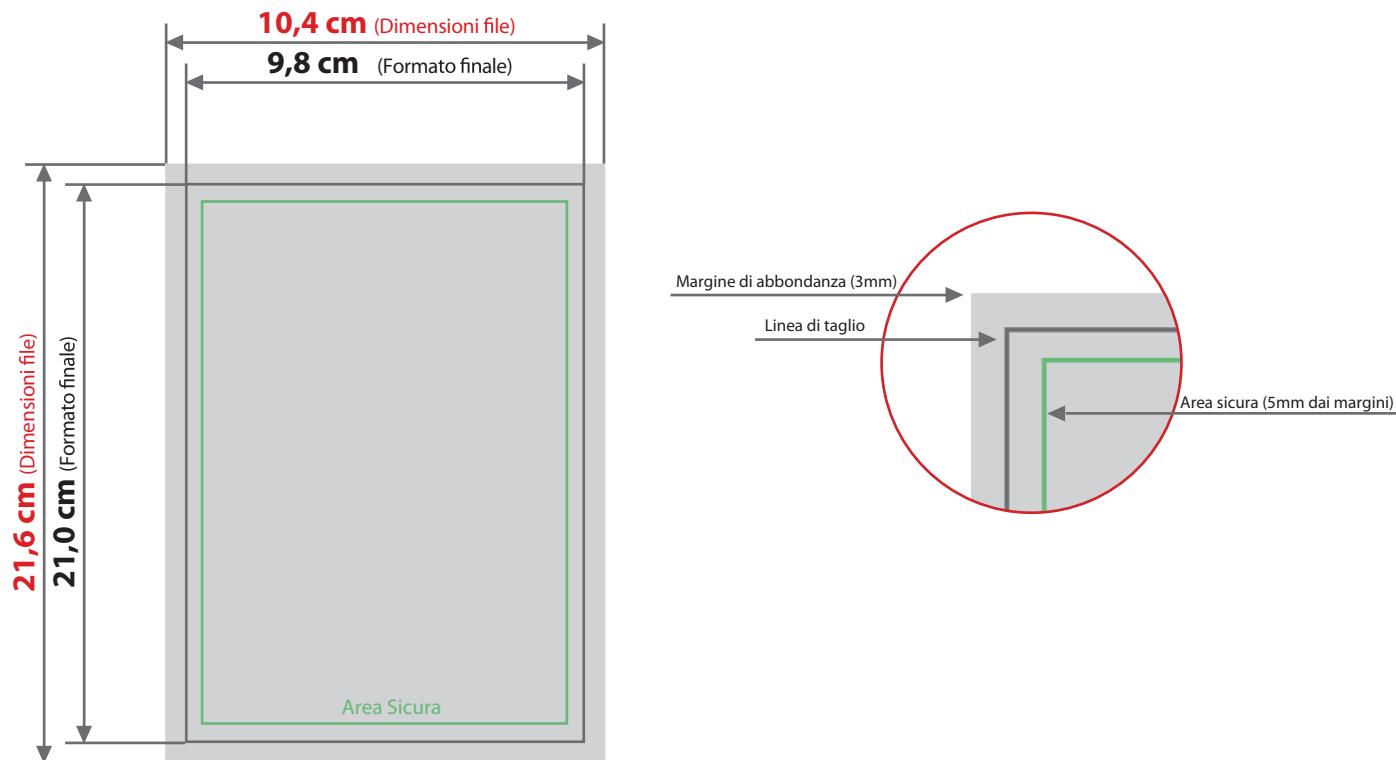 10,4 cm (Dimensioni file)
9,8 cm (Formato finale)
21,6 cm (Dimensioni file)
21,0 cm (Formato finale)
Area Sicura
Margine di abbondanza (3mm)
Linea di taglio
Area sicura (5mm dai margini)